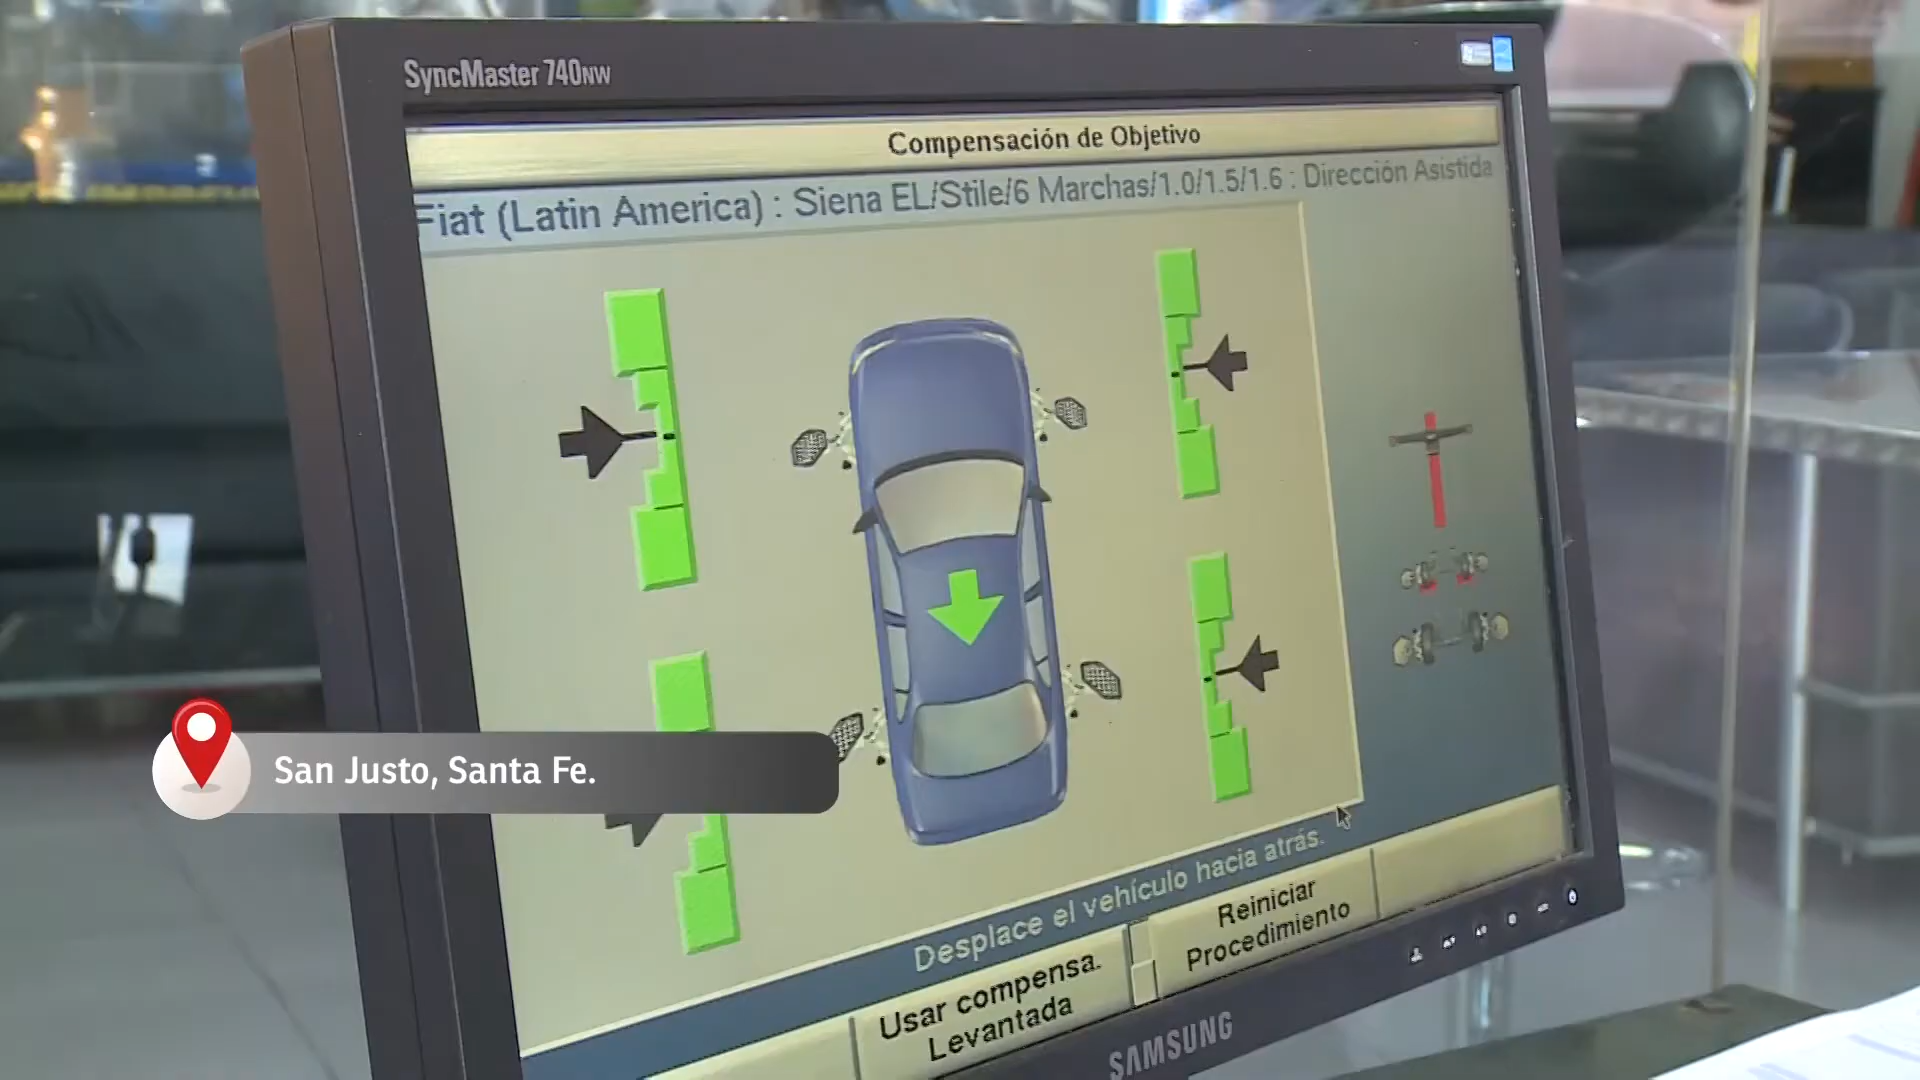 SyncMaster 740NW
Compensación de Objetivo
Fiat (Latin America) : Siena EL/Stile/6 Marchas/1.0/1.5/1.6 : Dirección Asistida
San Justo, Santa Fe.
Desplace el vehículo hacia atrás.
Usar compensa.
Levantada
Reiniciar
Procedimiento
SAMSUNG